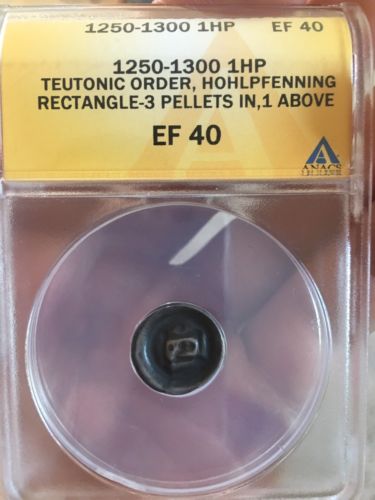 1250-1300 1HP EF 40
1250-1300 1HP
TEUTONIC ORDER, HOHLPFENNING
RECTANGLE-3 PELLETS IN,1 ABOVE
EF 40
ANACS